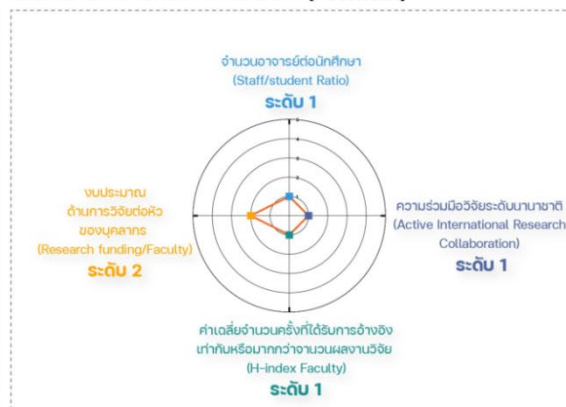 จำนวนอาจารย์ต่อนักศึกษา
(Staff/student Ratio)
ระดับ 1
งบประมาณ
ด้านการวิจัยต่อหัว
ของบุคลากร
(Research funding/Faculty)
ระดับ 2
ความร่วมมือวิจัยระดับนานาชาติ
(Active International Research
Collaboration)
ระดับ 1
ค่าเฉลี่ยจำนวนครั้งที่ได้รับการอ้างอิง
เท่ากับหรือมากกว่าจำนวนผลงานวิจัย
(H-index Faculty)
ระดับ 1